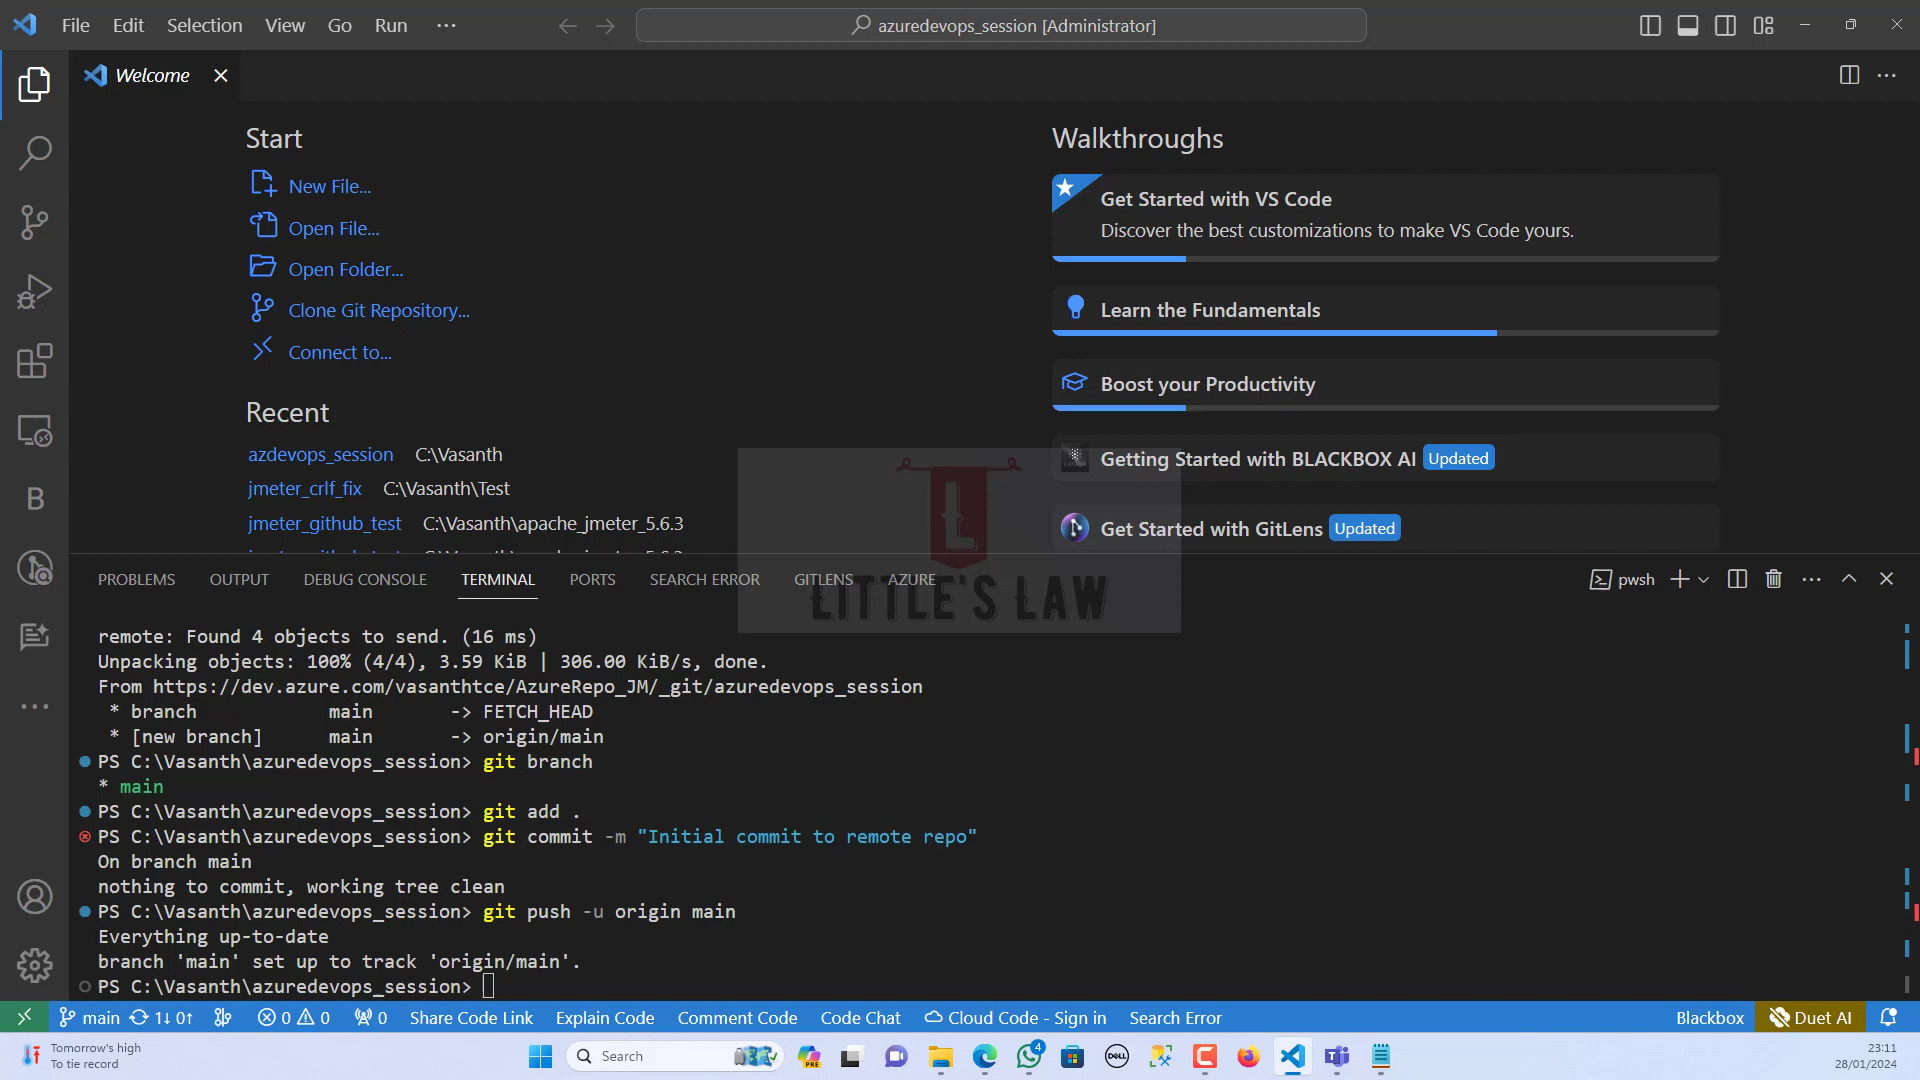 File Edit Selection View Go Run ···
azuredevops_session [Administrator]
Welcome
Start
New File...
Open File...
Open Folder...
Clone Git Repository...
Connect to...
Recent
azdevops_session C:\Vasanth
jmeter_crlf_fix C:\Vasanth\Test
jmeter_github_test C:\Vasanth\apache_jmeter_5.6.3
Walkthroughs
Get Started with VS Code
Discover the best customizations to make VS Code yours.
Learn the Fundamentals
Boost your Productivity
Getting Started with BLACKBOX AI Updated
Get Started with GitLens Updated
L
LITTLE'S LAW
PROBLEMS OUTPUT DEBUG CONSOLE TERMINAL PORTS SEARCH ERROR GITLENS AZURE
pwsh
remote: Found 4 objects to send. (16 ms)
Unpacking objects: 100% (4/4), 3.59 KiB | 306.00 KiB/s, done.
From https://dev.azure.com/vasanthtce/AzureRepo_JM/_git/azuredevops_session
* branch main -> FETCH_HEAD
* [new branch] main -> origin/main
PS C:\Vasanth\azuredevops_session> git branch
* main
PS C:\Vasanth\azuredevops_session> git add .
PS C:\Vasanth\azuredevops_session> git commit -m "Initial commit to remote repo"
On branch main
nothing to commit, working tree clean
PS C:\Vasanth\azuredevops_session> git push -u origin main
Everything up-to-date
branch 'main' set up to track 'origin/main'.
PS C:\Vasanth\azuredevops_session>
main 1↓ 0↑ 0 0 0 Share Code Link Explain Code Comment Code Code Chat Cloud Code - Sign in Search Error Blackbox Duet AI
Tomorrow's high
To tie record
Search
PRE
4
DELL
23:11
28/01/2024